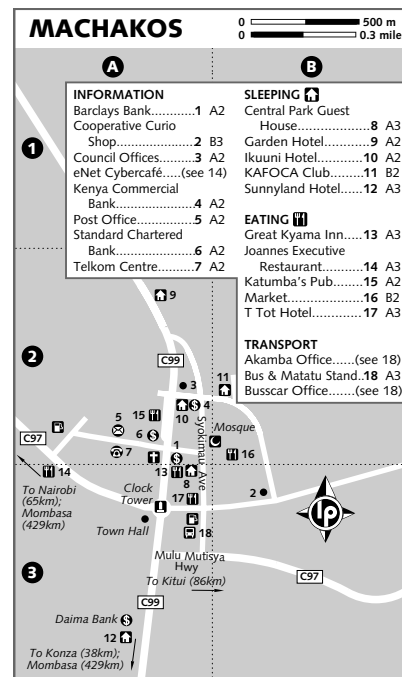 MACHAKOS
0 500 m
0 0.3 mile
A
B
1
INFORMATION
Barclays Bank............1 A2
Cooperative Curio
Shop.....................2 B3
Council Offices..........3 A2
eNet Cybercafé.....(see 14)
Kenya Commercial
Bank.....................4 A2
Post Office................5 A2
Standard Chartered
Bank.....................6 A2
Telkom Centre..........7 A2
SLEEPING
Central Park Guest
House..................8 A3
Garden Hotel............9 A2
Ikuuni Hotel............10 A2
KAFOCA Club.........11 B2
Sunnyland Hotel......12 A3
EATING
Great Kyama Inn....13 A3
Joannes Executive
Restaurant..........14 A3
Katumba's Pub.......15 A2
Market..................16 B2
T Tot Hotel.............17 A3
TRANSPORT
Akamba Office......(see 18)
Bus & Matatu Stand..18 A3
Busscar Office.......(see 18)
9
2
C99
3
11
15
4
10
5
6
Mosque
C97
7
1
16
14
13
8
Syokimau Ave
2
To Nairobi
(65km);
Mombasa
(429km)
Clock
Tower
17
lp
Town Hall
18
Mulu Mutisya
Hwy
3
To Kitui (86km)
C97
C99
Daima Bank
12
To Konza (38km);
Mombasa (429km)